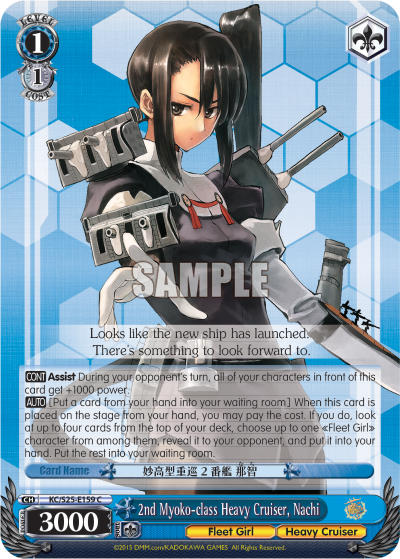 LEVEL
1
1
COST
SAMPLE
Looks like the new ship has launched.
There's something to look forward to.
CONT Assist During your opponent's turn, all of your characters in front of this
card get +1000 power.
AUTO [Put a card from your hand into your waiting room] When this card is
placed on the stage from your hand, you may pay the cost. If you do, look
at up to four cards from the top of your deck, choose up to one «Fleet Girl»
character from among them, reveal it to your opponent, and put it into your
hand. Put the rest into your waiting room.
Card Name 妙高型重巡２番艦 那智
CH KC/S25-E159 C
POWER 3000 SOUL 2nd Myoko-class Heavy Cruiser, Nachi
Fleet Girl Heavy Cruiser
©2015 DMM.com/KADOKAWA GAMES All Rights Reserved.